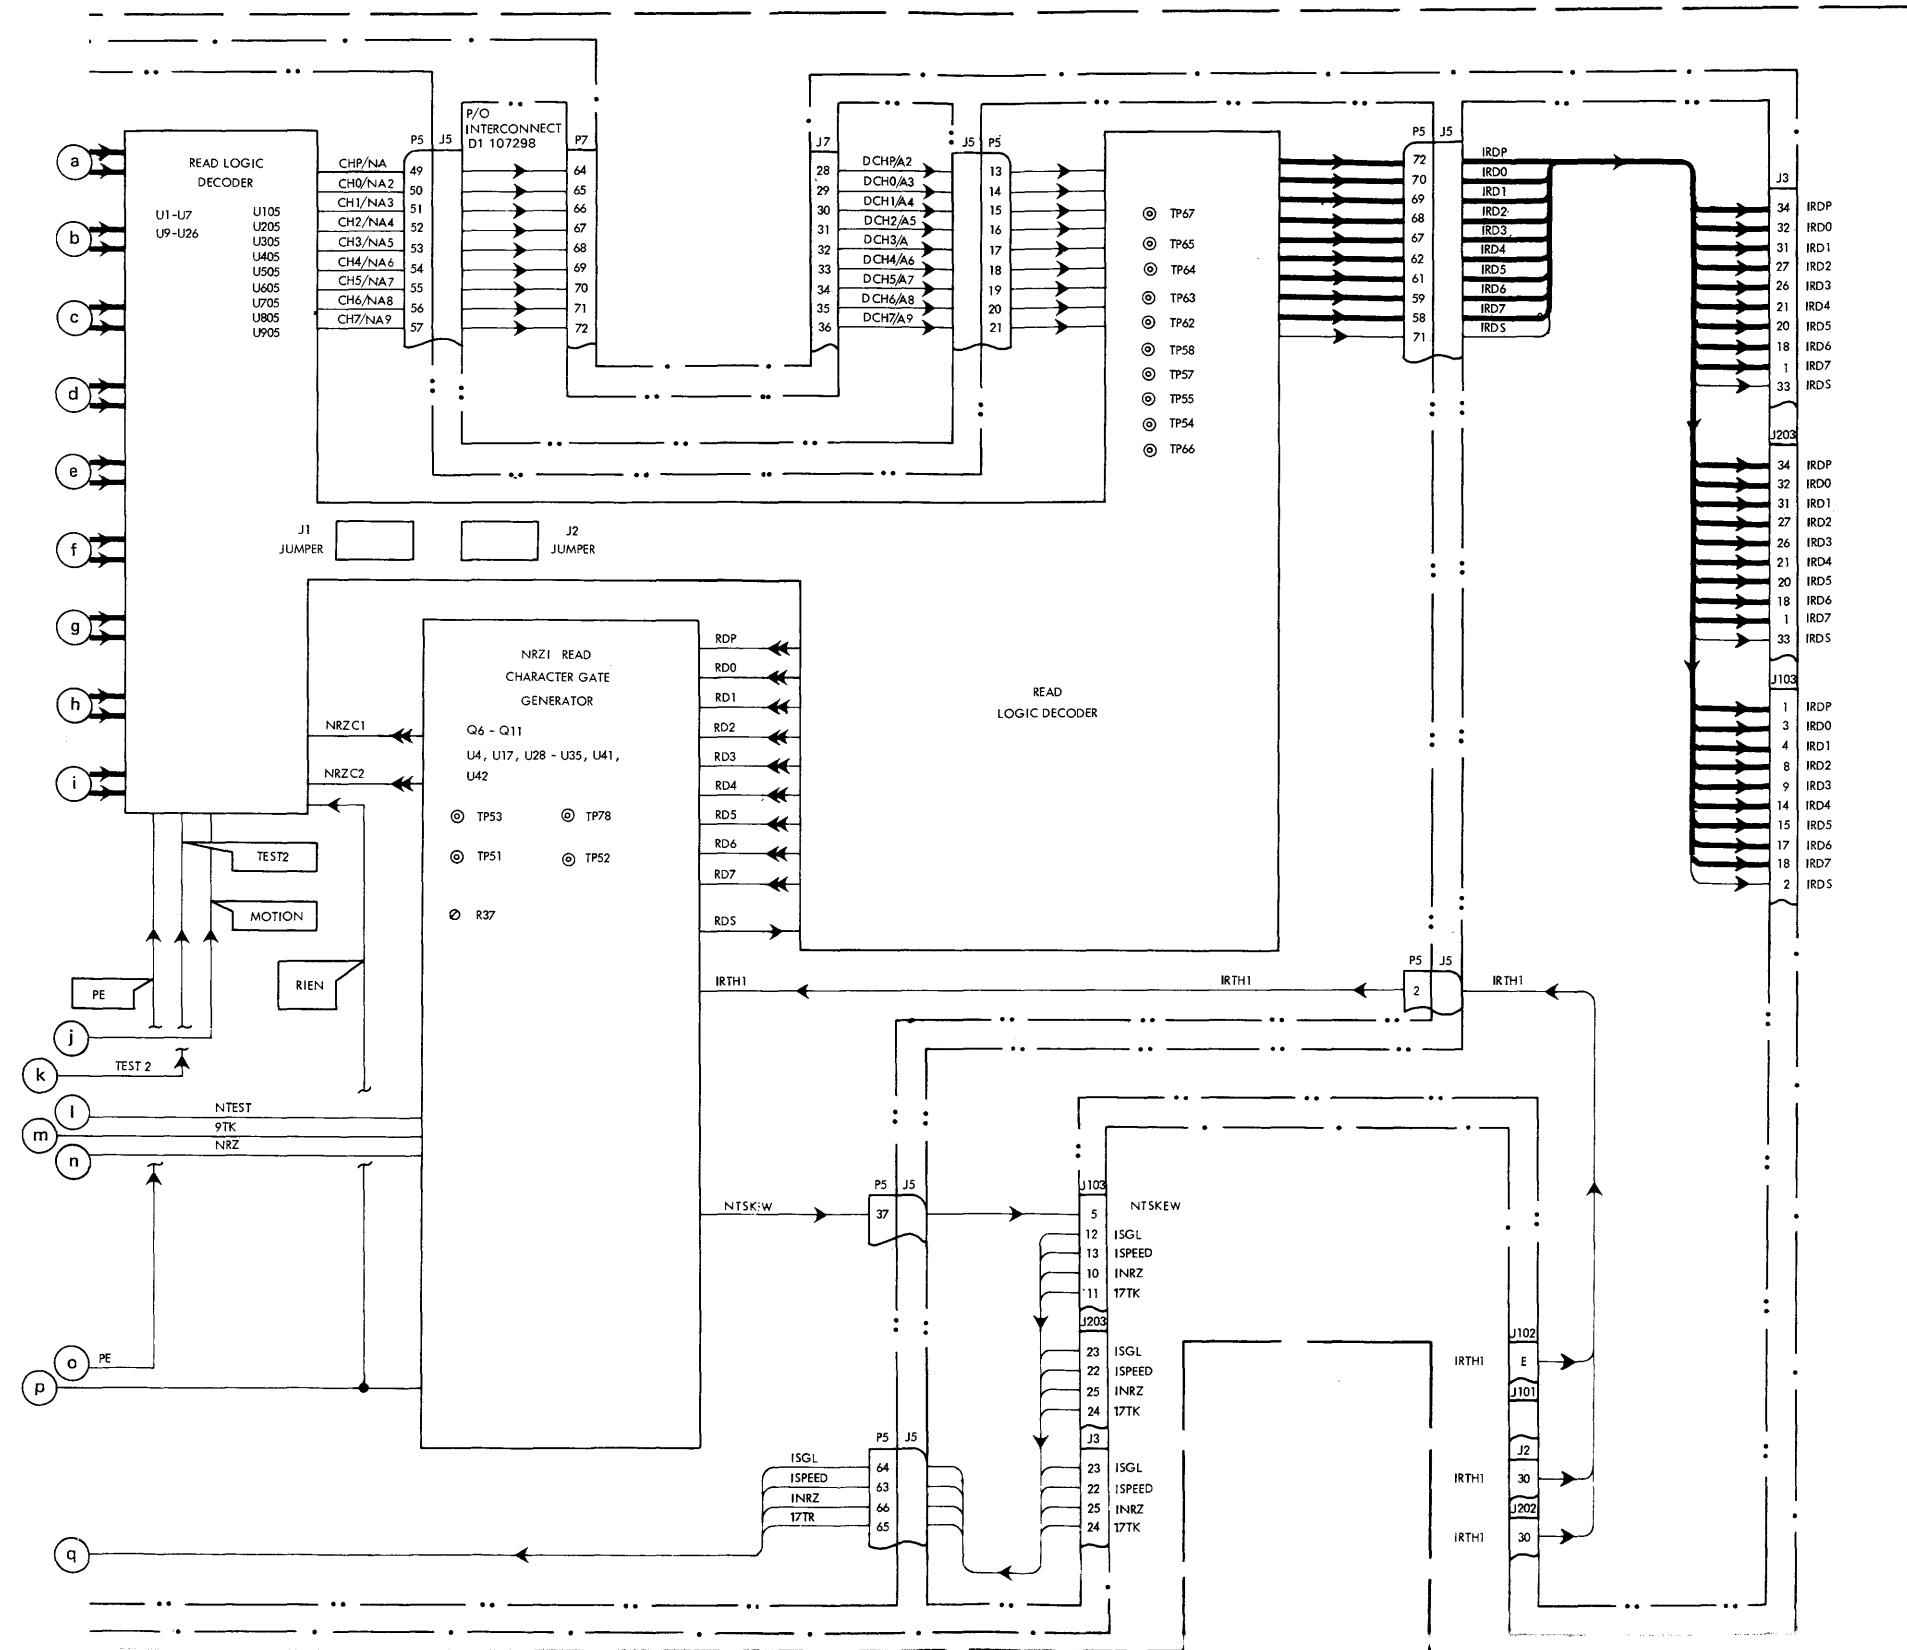 P/O
INTERCONNECT
D1 107298
P5 J5
P7
J7
J5 P5
P5 J5
J3
a
b
c
d
e
f
g
h
i
READ LOGIC
DECODER
U1-U7
U9-U26
U105
U205
U305
U405
U505
U605
U705
U805
U905
CHP/NA 49 64
CH0/NA2 50 65
CH1/NA3 51 66
CH2/NA4 52 67
CH3/NA5 53 68
CH4/NA6 54 69
CH5/NA7 55 70
CH6/NA8 56 71
CH7/NA9 57 72
28 DCHP/A2 13
29 DCH0/A3 14
30 DCH1/A4 15
31 DCH2/A5 16
32 DCH3/A 17
33 DCH4/A6 18
34 DCH5/A7 19
35 DCH6/A8 20
36 DCH7/A9 21
TP67
TP65
TP64
TP63
TP62
TP58
TP57
TP55
TP54
TP66
72 IRDP
70 IRD0
69 IRD1
68 IRD2
67 IRD3
62 IRD4
61 IRD5
59 IRD6
58 IRD7
71 IRDS
34 IRDP
32 IRD0
31 IRD1
27 IRD2
26 IRD3
21 IRD4
20 IRD5
18 IRD6
1 IRD7
33 IRDS
J203
34 IRDP
32 IRD0
31 IRD1
27 IRD2
26 IRD3
21 IRD4
20 IRD5
18 IRD6
1 IRD7
33 IRDS
J103
1 IRDP
3 IRD0
4 IRD1
8 IRD2
9 IRD3
14 IRD4
15 IRD5
17 IRD6
18 IRD7
2 IRDS
J1
JUMPER
J2
JUMPER
NRZI READ
CHARACTER GATE
GENERATOR
Q6 - Q11
U4, U17, U28 - U35, U41,
U42
TP53 TP78
TP51 TP52
R37
NRZC1
NRZC2
RDP
RD0
RD1
RD2
RD3
RD4
RD5
RD6
RD7
RDS
READ
LOGIC DECODER
TEST2
MOTION
PE
RIEN
j
k TEST 2
l NTEST
m 9TK
n NRZ
o PE
p
q
IRTH1 IRTH1
P5 J5
2 IRTH1
NTSKEW
P5 J5
37
J103
5 NTSKEW
12 ISGL
13 ISPEED
10 INRZ
11 17TK
J203
23 ISGL
22 ISPEED
25 INRZ
24 17TK
J3
23 ISGL
22 ISPEED
25 INRZ
24 17TK
P5 J5
ISGL 64
ISPEED 63
INRZ 66
17TR 65
J102
IRTH1 E
J101
J2
IRTH1 30
J202
IRTH1 30